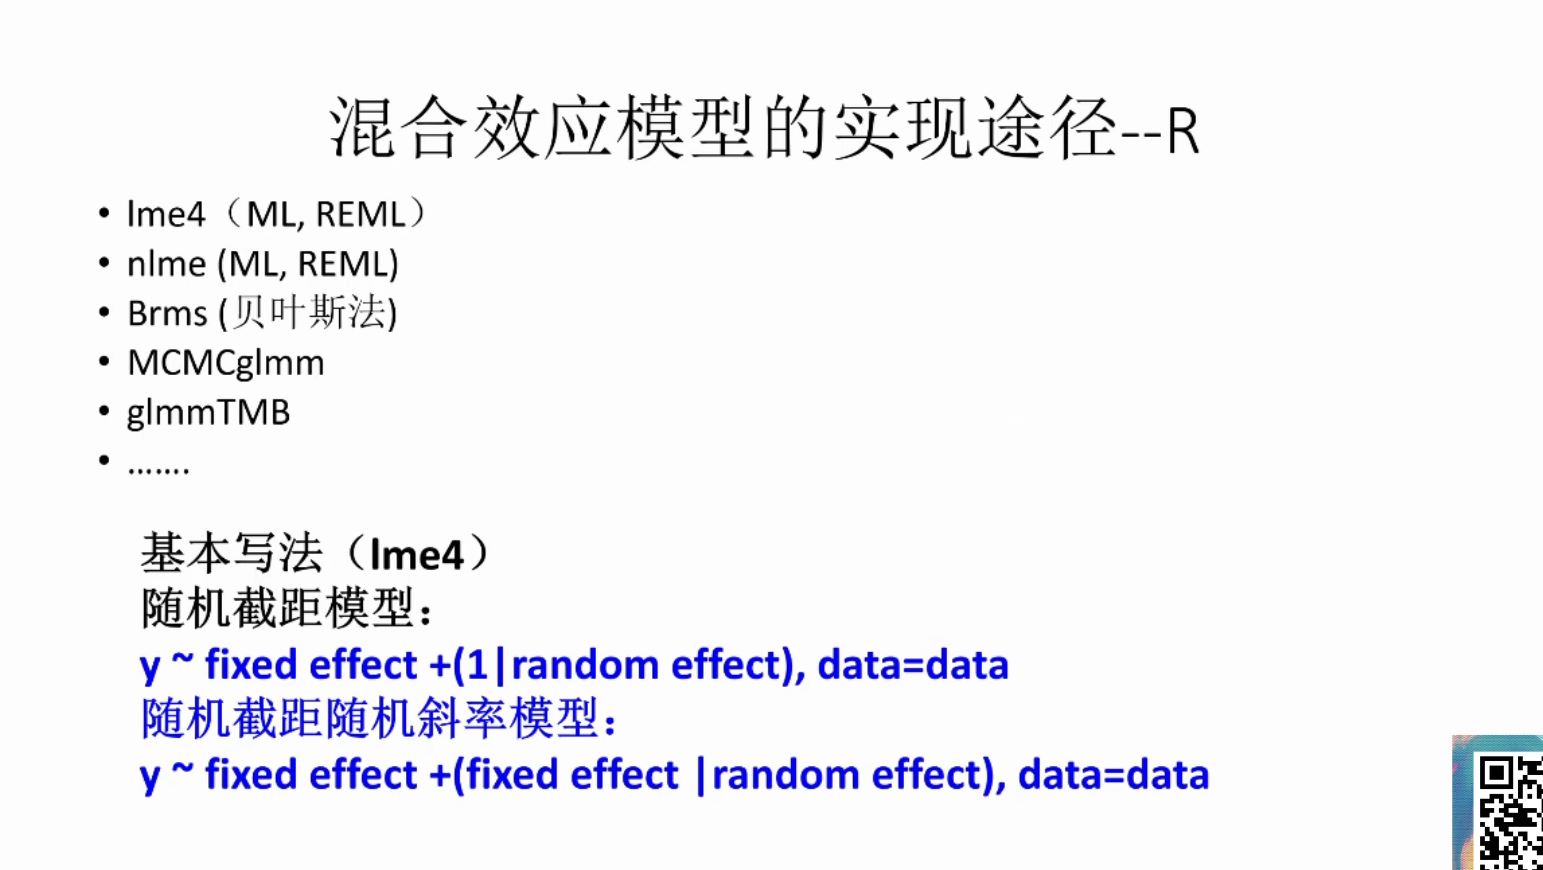 混合效应模型的实现途径--R
• lme4（ML, REML）
• nlme (ML, REML)
• Brms (贝叶斯法)
• MCMCglmm
• glmmTMB
• .......
基本写法（lme4）
随机截距模型：
y ~ fixed effect +(1|random effect), data=data
随机截距随机斜率模型：
y ~ fixed effect +(fixed effect |random effect), data=data